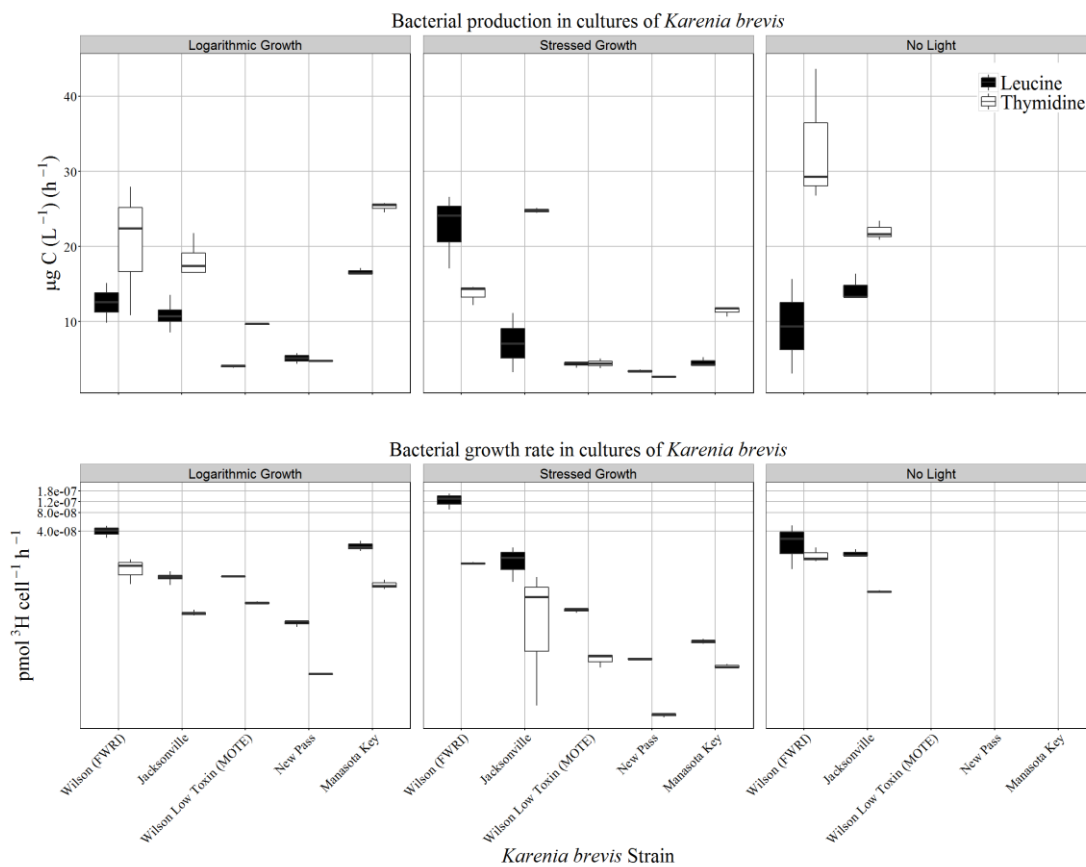 Bacterial production in cultures of Karenia brevis
Logarithmic Growth
Stressed Growth
No Light
Leucine
Thymidine
40
30
20
10
µg C (L⁻¹) (h⁻¹)
Bacterial growth rate in cultures of Karenia brevis
Logarithmic Growth
Stressed Growth
No Light
1.8e-07
1.2e-07
8.0e-08
4.0e-08
pmol ³H cell⁻¹ h⁻¹
Wilson (FWRI)
Jacksonville
Wilson Low Toxin (MOTE)
New Pass
Manasota Key
Wilson (FWRI)
Jacksonville
Wilson Low Toxin (MOTE)
New Pass
Manasota Key
Wilson (FWRI)
Jacksonville
Wilson Low Toxin (MOTE)
New Pass
Manasota Key
Karenia brevis Strain